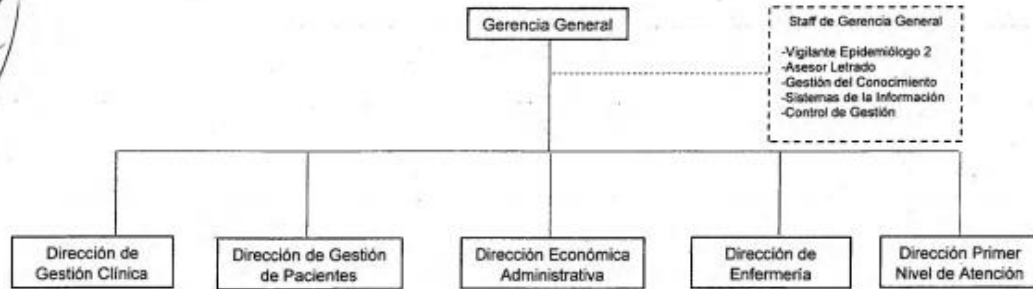 Gerencia General
Staff de Gerencia General
-Vigilante Epidemiólogo 2
-Asesor Letrado
-Gestión del Conocimiento
-Sistemas de la Información
-Control de Gestión
Dirección de
Gestión Clínica
Dirección de Gestión
de Pacientes
Dirección Económica
Administrativa
Dirección de
Enfermería
Dirección Primer
Nivel de Atención